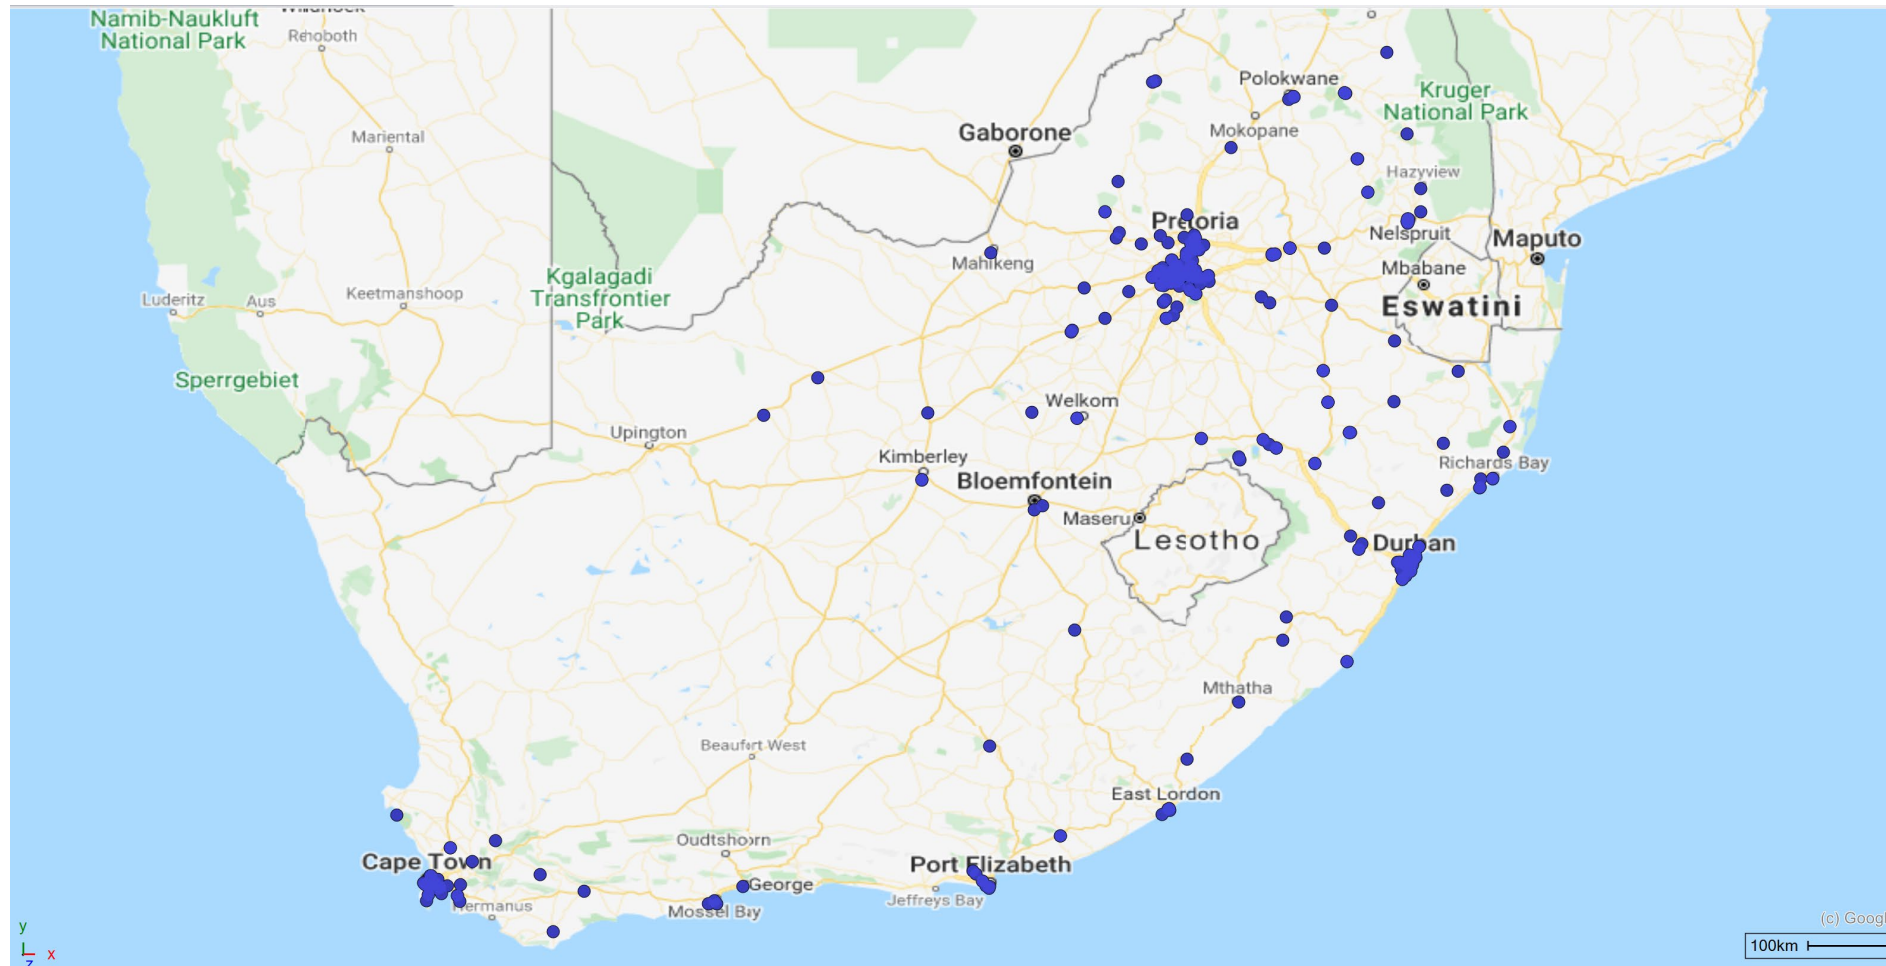 Namib-Naukluft
National Park
Rehoboth
Polokwane
Kruger
National Park
Gaborone
Mokopane
Mariental
Hazyview
Pretoria
Nelspruit
Maputo
Mahikeng
Kgalagadi
Transfrontier
Park
Mbabane
Luderitz
Aus
Keetmanshoop
Eswatini
Sperrgebiet
Welkom
Upington
Kimberley
Richards Bay
Bloemfontein
Maseru
Lesotho
Durban
Mthatha
Beaufort West
East London
Oudtshoorn
Cape Town
Port Elizabeth
George
Jeffreys Bay
Hermanus
Mossel Bay
(c) Googl
100km
y
x
z